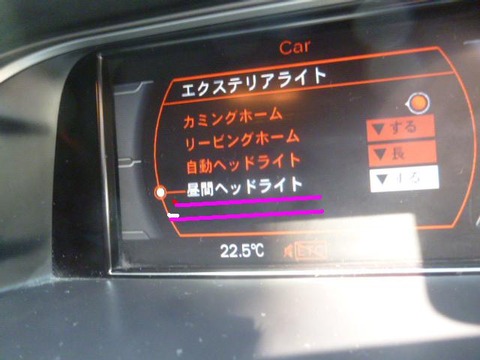 Car
エクステリアライト
カミングホーム
リービングホーム
▼する
自動ヘッドライト
▼長
昼間ヘッドライト
▼する
22.5℃
ETC